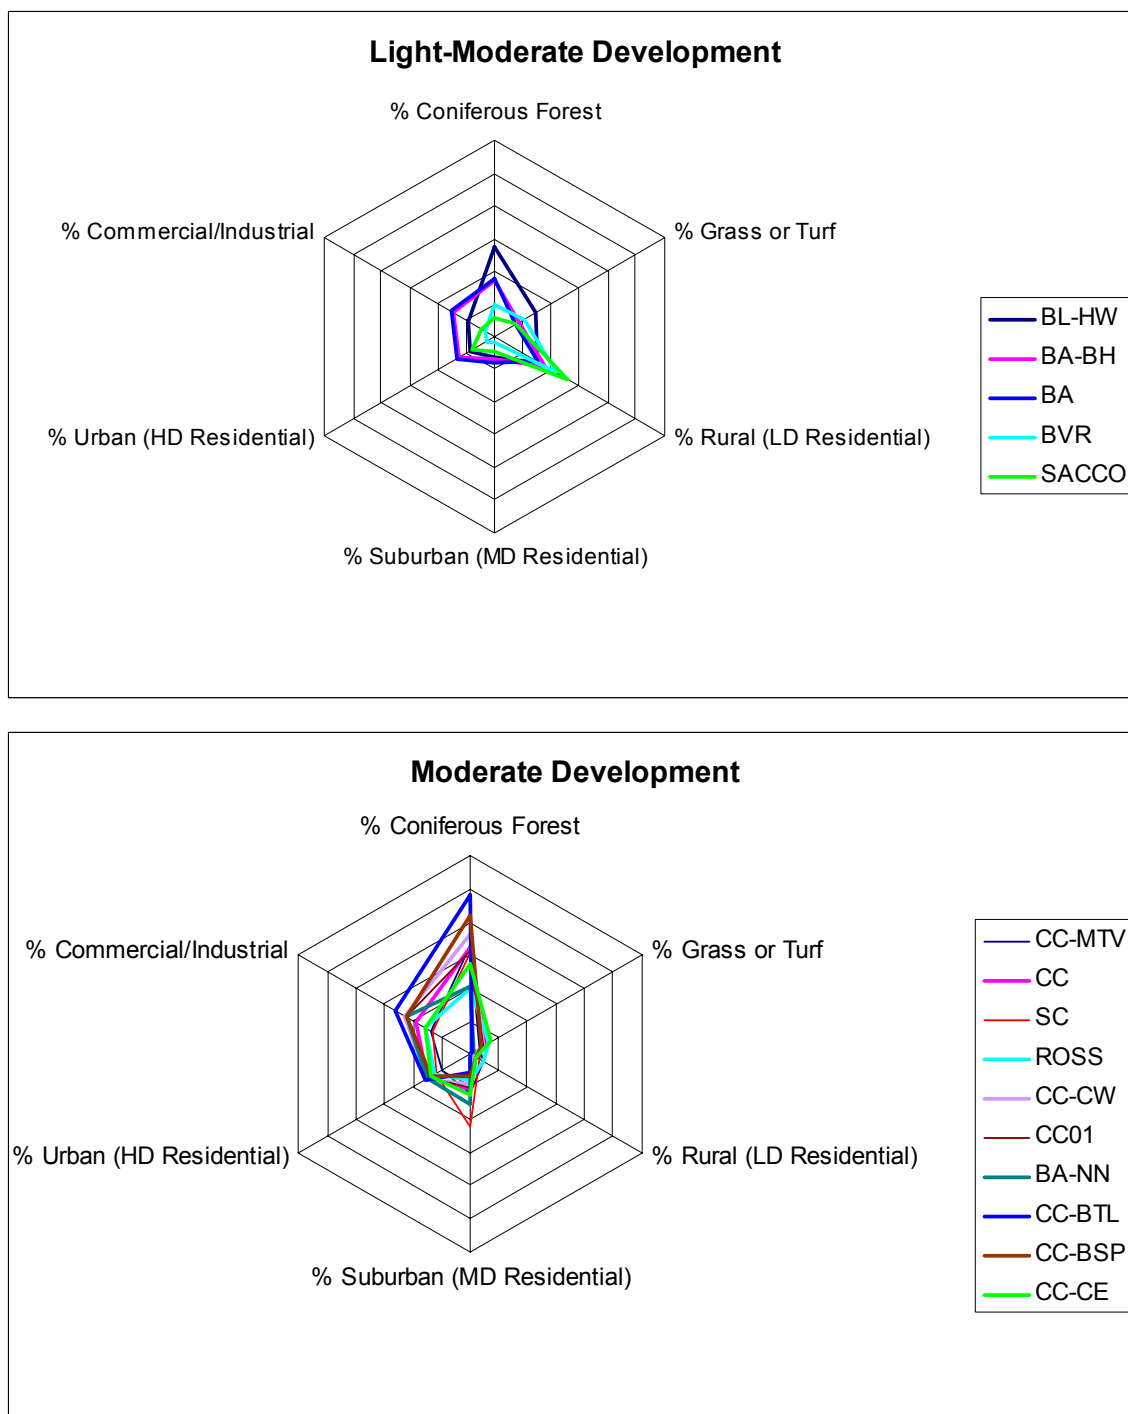 Light-Moderate Development
% Coniferous Forest
% Commercial/Industrial
% Grass or Turf
% Urban (HD Residential)
% Rural (LD Residential)
% Suburban (MD Residential)
BL-HW
BA-BH
BA
BVR
SACCO
Moderate Development
% Coniferous Forest
% Commercial/Industrial
% Grass or Turf
% Urban (HD Residential)
% Rural (LD Residential)
% Suburban (MD Residential)
CC-MTV
CC
SC
ROSS
CC-CW
CC01
BA-NN
CC-BTL
CC-BSP
CC-CE